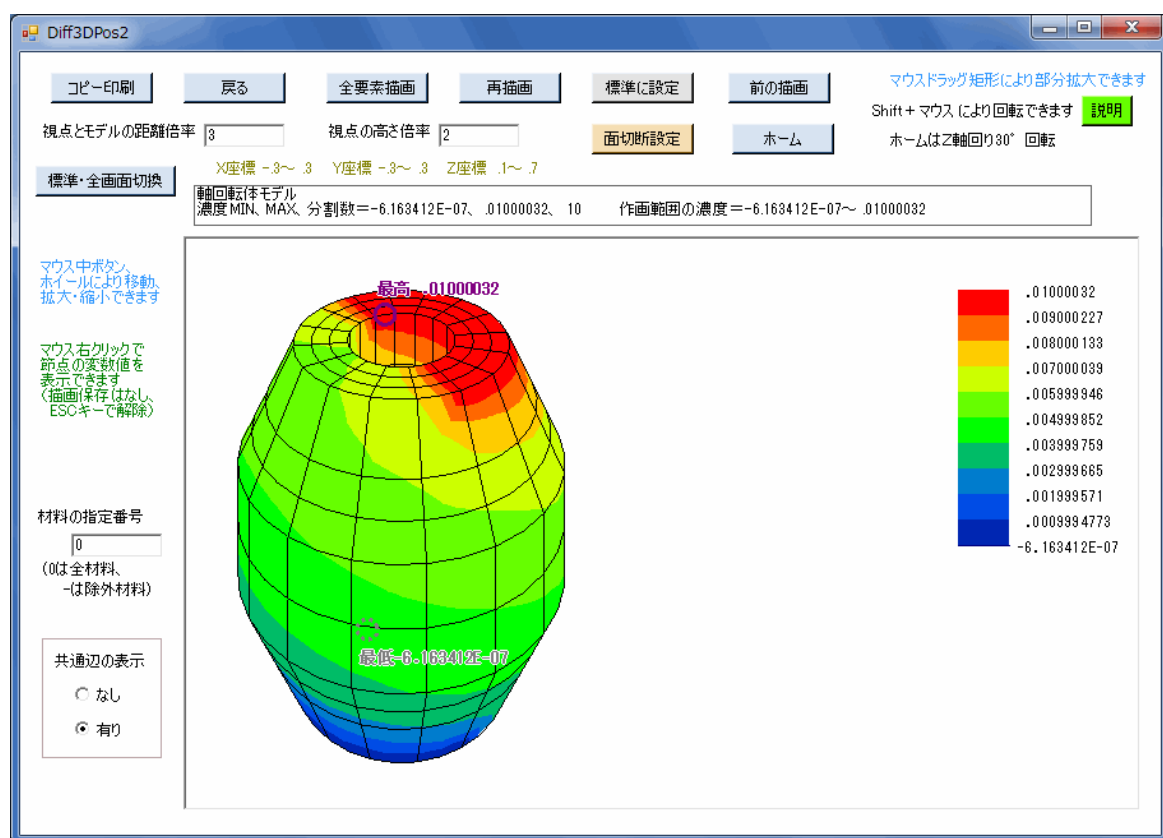 Diff3DPos2
コピー印刷
戻る
全要素描画
再描画
標準に設定
前の描画
マウスドラッグ矩形により部分拡大できます
Shift+マウス により回転できます
説明
視点とモデルの距離倍率
3
視点の高さ倍率
2
面切断設定
ホーム
ホームはZ軸回り30°回転
標準・全画面切換
X座標 -.3～ .3 Y座標 -.3～ .3 Z座標 .1～ .7
軸回転体モデル
濃度MIN、MAX、分割数=-6.163412E-07、 .01000032、 10 作画範囲の濃度=-6.163412E-07～ .01000032
マウス中ボタン、
ホイールにより移動、
拡大・縮小できます
マウス右クリックで
節点の変数値を
表示できます
(描画保存はなし、
ESCキーで解除)
材料の指定番号
0
(0は全材料、
-は除外材料)
共通辺の表示
なし
有り
最高 .01000032
最低-6.163412E-07
.01000032
.009000227
.008000133
.007000039
.005999946
.004999852
.003999759
.002999665
.001999571
.0009994773
-6.163412E-07